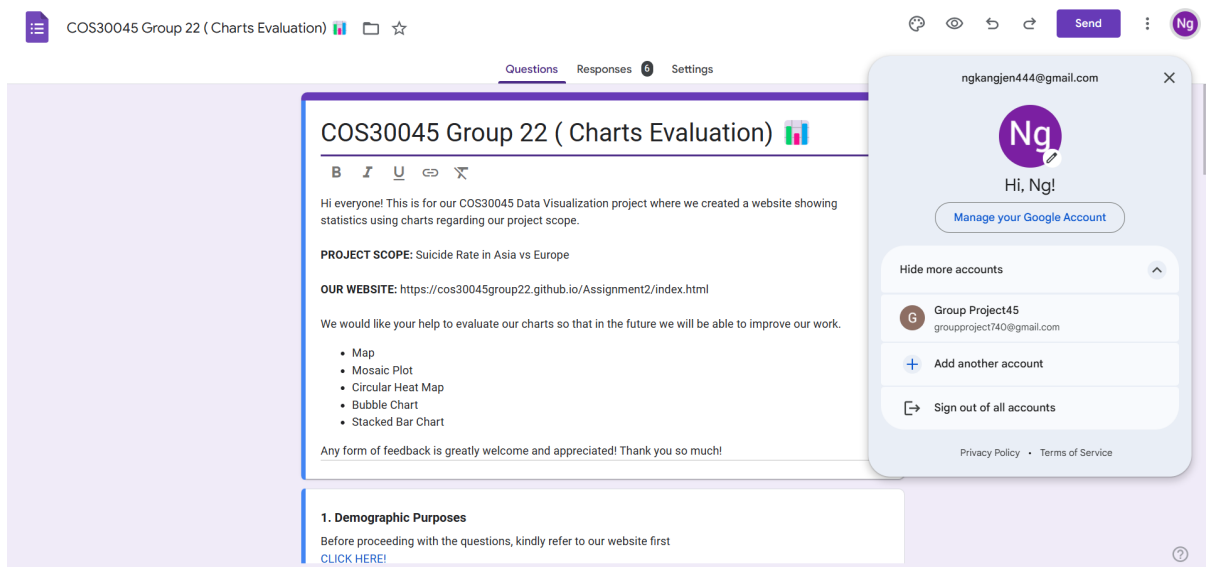 COS30045 Group 22 ( Charts Evaluation)
Send
Ng
Questions
Responses 6
Settings
COS30045 Group 22 ( Charts Evaluation)
B I U
Hi everyone! This is for our COS30045 Data Visualization project where we created a website showing
statistics using charts regarding our project scope.
PROJECT SCOPE: Suicide Rate in Asia vs Europe
OUR WEBSITE: https://cos30045group22.github.io/Assignment2/index.html
We would like your help to evaluate our charts so that in the future we will be able to improve our work.
• Map
• Mosaic Plot
• Circular Heat Map
• Bubble Chart
• Stacked Bar Chart
Any form of feedback is greatly welcome and appreciated! Thank you so much!
1. Demographic Purposes
Before proceeding with the questions, kindly refer to our website first
CLICK HERE!
ngkangjen444@gmail.com
Ng
Hi, Ng!
Manage your Google Account
Hide more accounts
G
Group Project45
groupproject740@gmail.com
Add another account
Sign out of all accounts
Privacy Policy • Terms of Service